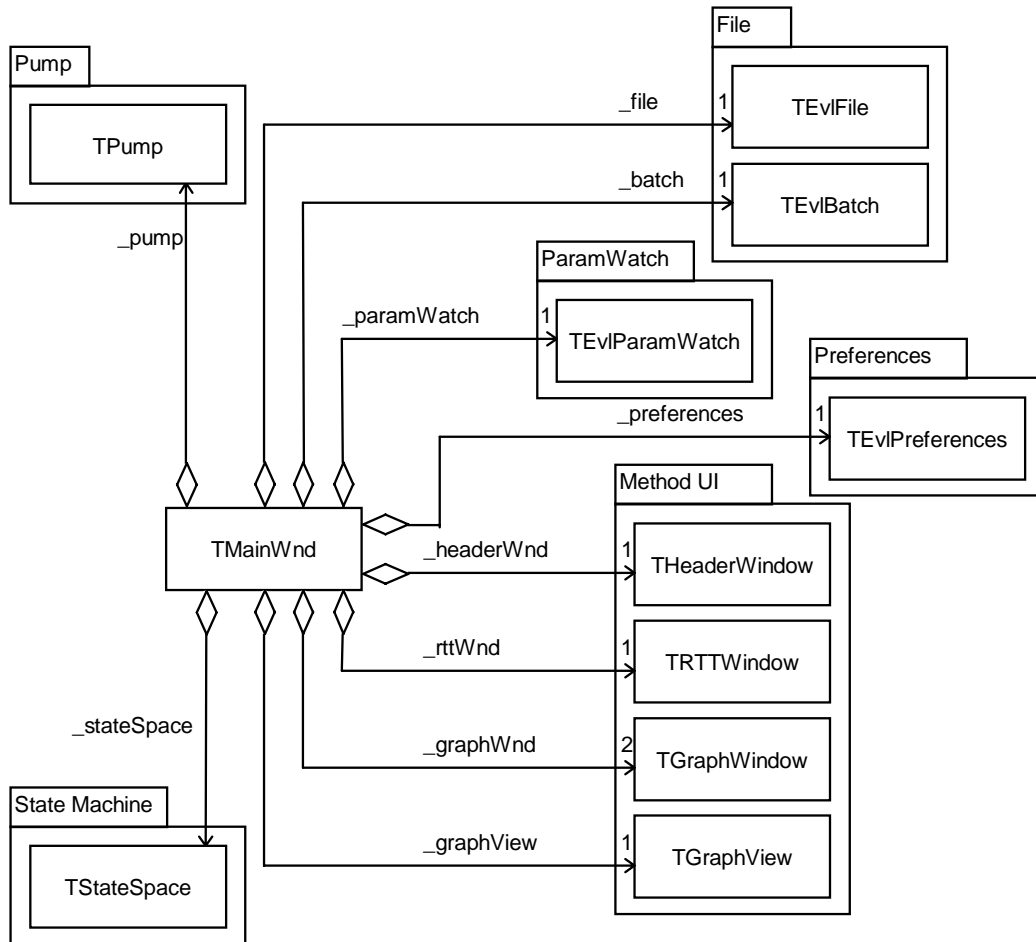 File
Pump
_file
1
TEvlFile
TPump
_batch
1
TEvlBatch
_pump
ParamWatch
_paramWatch
1
TEvlParamWatch
Preferences
_preferences
1
TEvlPreferences
Method UI
TMainWnd
_headerWnd
1
THeaderWindow
_rttWnd
1
TRTTWindow
_stateSpace
_graphWnd
2
TGraphWindow
State Machine
_graphView
1
TGraphView
TStateSpace